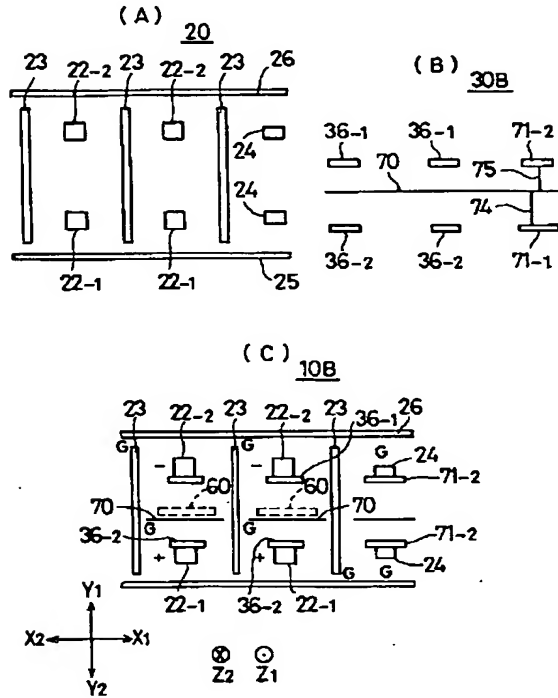 (A)
20
23 22-2 23 22-2 23 26
24
24
22-1 22-1 25
(B)
30B
36-1 36-1 71-2
70 75
74
36-2 36-2 71-1
(C)
10B
23 22-2 23 22-2 23 36-1 26
G G G 24
- -
60 60 71-2
70 70
G G
36-2 71-2
+ + G G 24
22-1 36-2 22-1
Y1
X2 X1
Y2
Z2 Z1